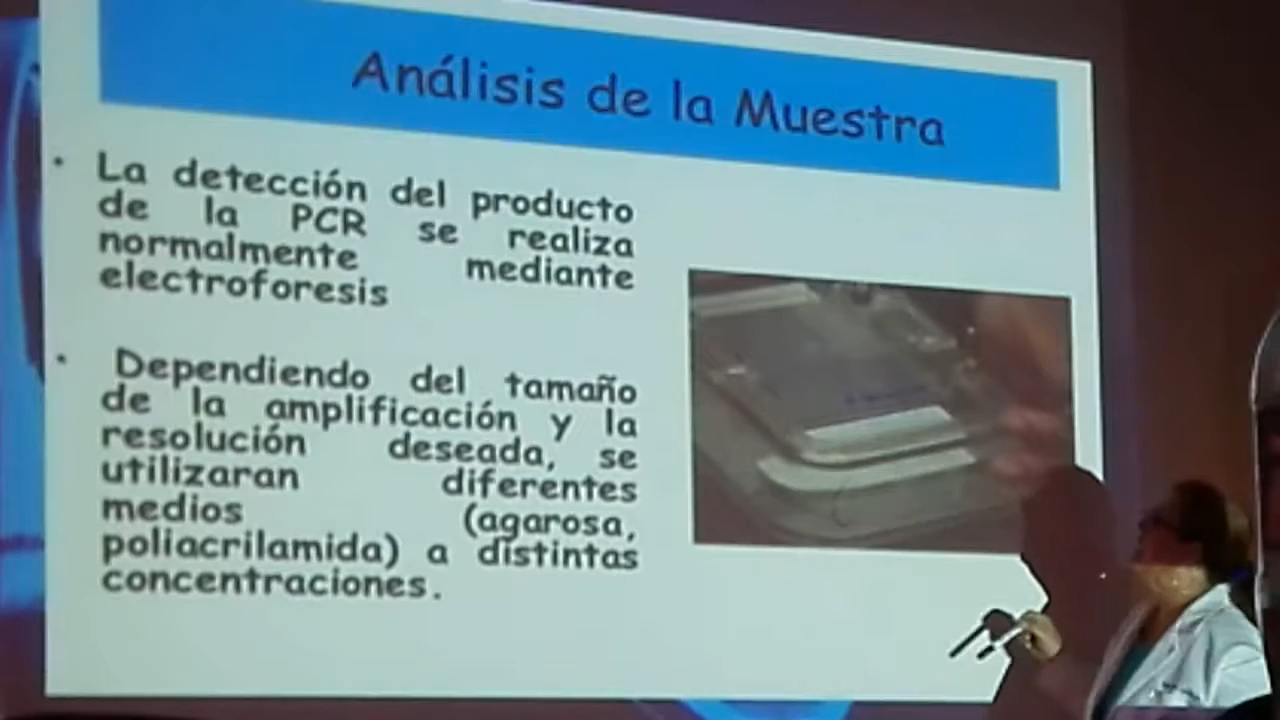 Análisis de la Muestra
• La detección del producto
de la PCR se realiza
normalmente mediante
electroforesis
• Dependiendo del tamaño
de la amplificación y la
resolución deseada, se
utilizaran diferentes
medios (agarosa,
poliacrilamida) a distintas
concentraciones.